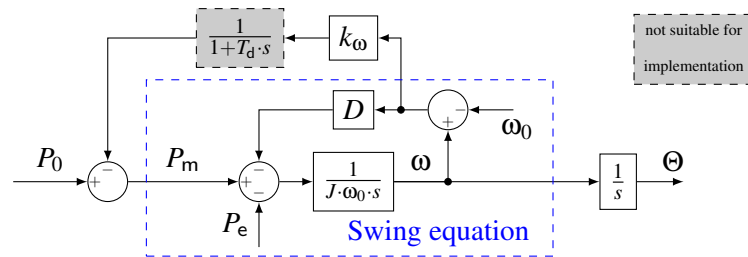 1
1+T_d·s
k_ω
not suitable for
implementation
−
D
−
+
ω_0
P_0
+
−
P_m
+
−
−
1
J·ω_0·s
ω
1
s
Θ
P_e
Swing equation